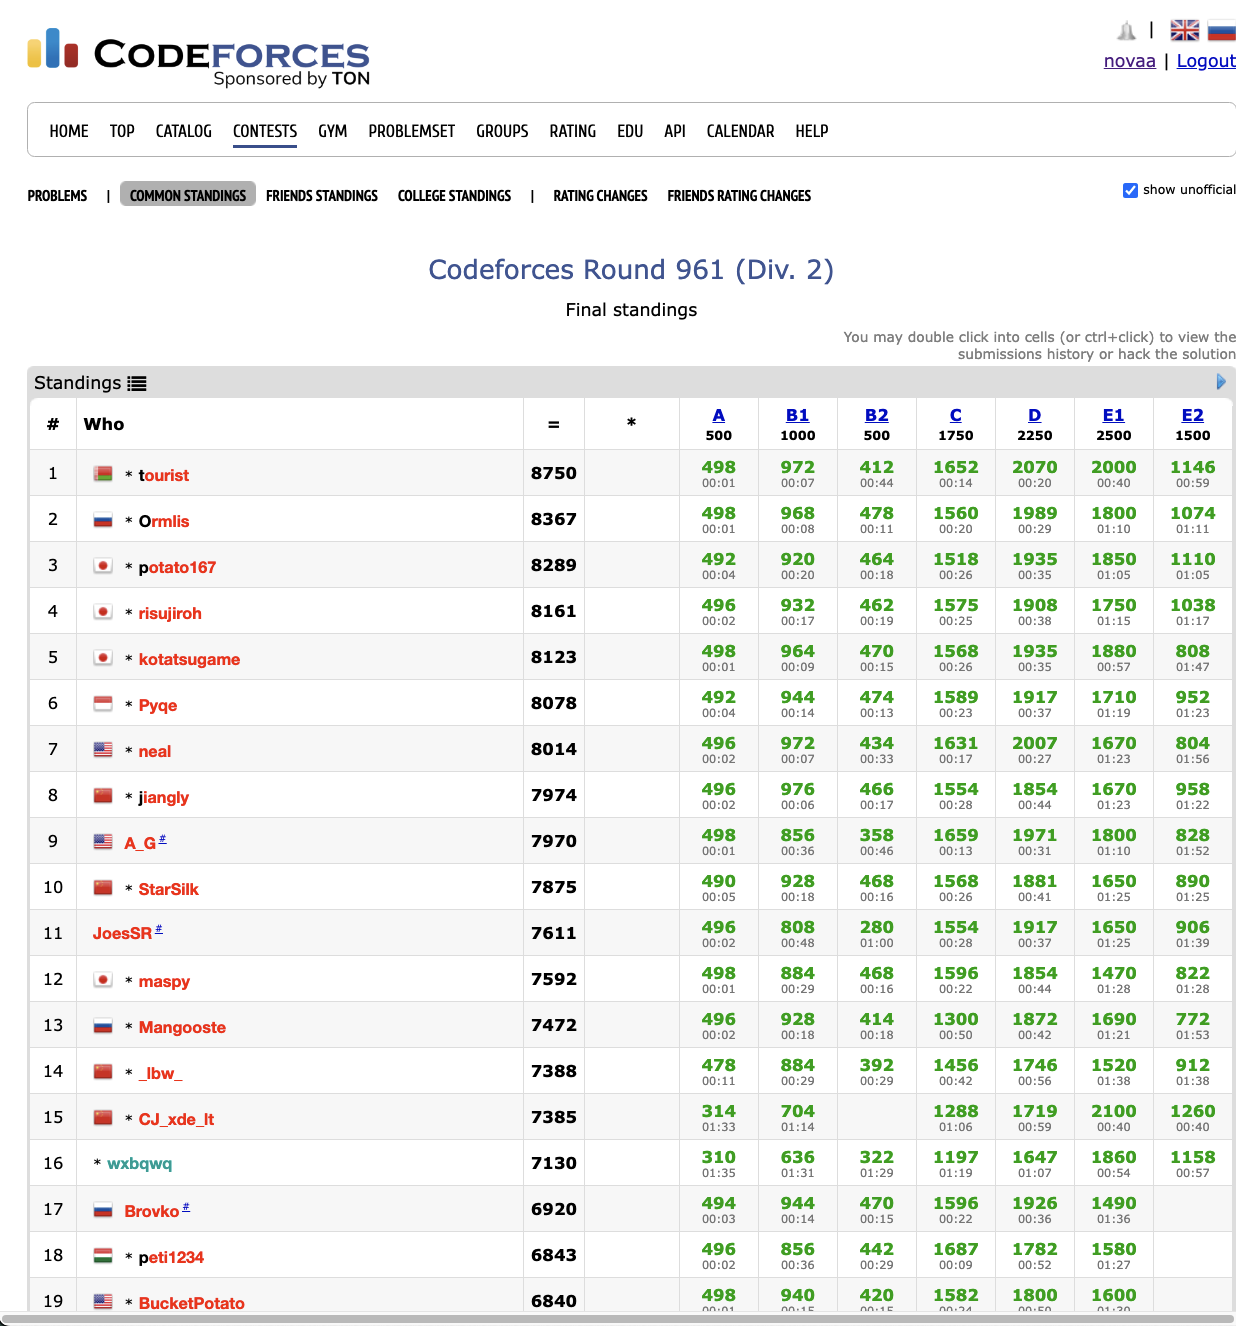 CODEFORCES
Sponsored by TON
|
novaa | Logout
HOME TOP CATALOG CONTESTS GYM PROBLEMSET GROUPS RATING EDU API CALENDAR HELP
PROBLEMS | COMMON STANDINGS FRIENDS STANDINGS COLLEGE STANDINGS | RATING CHANGES FRIENDS RATING CHANGES
show unofficial
Codeforces Round 961 (Div. 2)
Final standings
You may double click into cells (or ctrl+click) to view the
submissions history or hack the solution
Standings
# Who = * A B1 B2 C D E1 E2
500 1000 500 1750 2250 2500 1500
1 * tourist 8750 498 972 412 1652 2070 2000 1146
00:01 00:07 00:44 00:14 00:20 00:40 00:59
2 * Ormlis 8367 498 968 478 1560 1989 1800 1074
00:01 00:08 00:11 00:20 00:29 01:10 01:11
3 * potato167 8289 492 920 464 1518 1935 1850 1110
00:04 00:20 00:18 00:26 00:35 01:05 01:05
4 * risujiroh 8161 496 932 462 1575 1908 1750 1038
00:02 00:17 00:19 00:25 00:38 01:15 01:17
5 * kotatsugame 8123 498 964 470 1568 1935 1880 808
00:01 00:09 00:15 00:26 00:35 00:57 01:47
6 * Pyqe 8078 492 944 474 1589 1917 1710 952
00:04 00:14 00:13 00:23 00:37 01:19 01:23
7 * neal 8014 496 972 434 1631 2007 1670 804
00:02 00:07 00:33 00:17 00:27 01:23 01:56
8 * jiangly 7974 496 976 466 1554 1854 1670 958
00:02 00:06 00:17 00:28 00:44 01:23 01:22
9 A_G # 7970 498 856 358 1659 1971 1800 828
00:01 00:36 00:46 00:13 00:31 01:10 01:52
10 * StarSilk 7875 490 928 468 1568 1881 1650 890
00:05 00:18 00:16 00:26 00:41 01:25 01:25
11 JoesSR # 7611 496 808 280 1554 1917 1650 906
00:02 00:48 01:00 00:28 00:37 01:25 01:39
12 * maspy 7592 498 884 468 1596 1854 1470 822
00:01 00:29 00:16 00:22 00:44 01:28 01:28
13 * Mangooste 7472 496 928 414 1300 1872 1690 772
00:02 00:18 00:18 00:50 00:42 01:21 01:53
14 * _lbw_ 7388 478 884 392 1456 1746 1520 912
00:11 00:29 00:29 00:42 00:56 01:38 01:38
15 * CJ_xde_lt 7385 314 704 1288 1719 2100 1260
01:33 01:14 01:06 00:59 00:40 00:40
16 * wxbqwq 7130 310 636 322 1197 1647 1860 1158
01:35 01:31 01:29 01:19 01:07 00:54 00:57
17 Brovko # 6920 494 944 470 1596 1926 1490
00:03 00:14 00:15 00:22 00:36 01:36
18 * peti1234 6843 496 856 442 1687 1782 1580
00:02 00:36 00:29 00:09 00:52 01:27
19 * BucketPotato 6840 498 940 420 1582 1800 1600